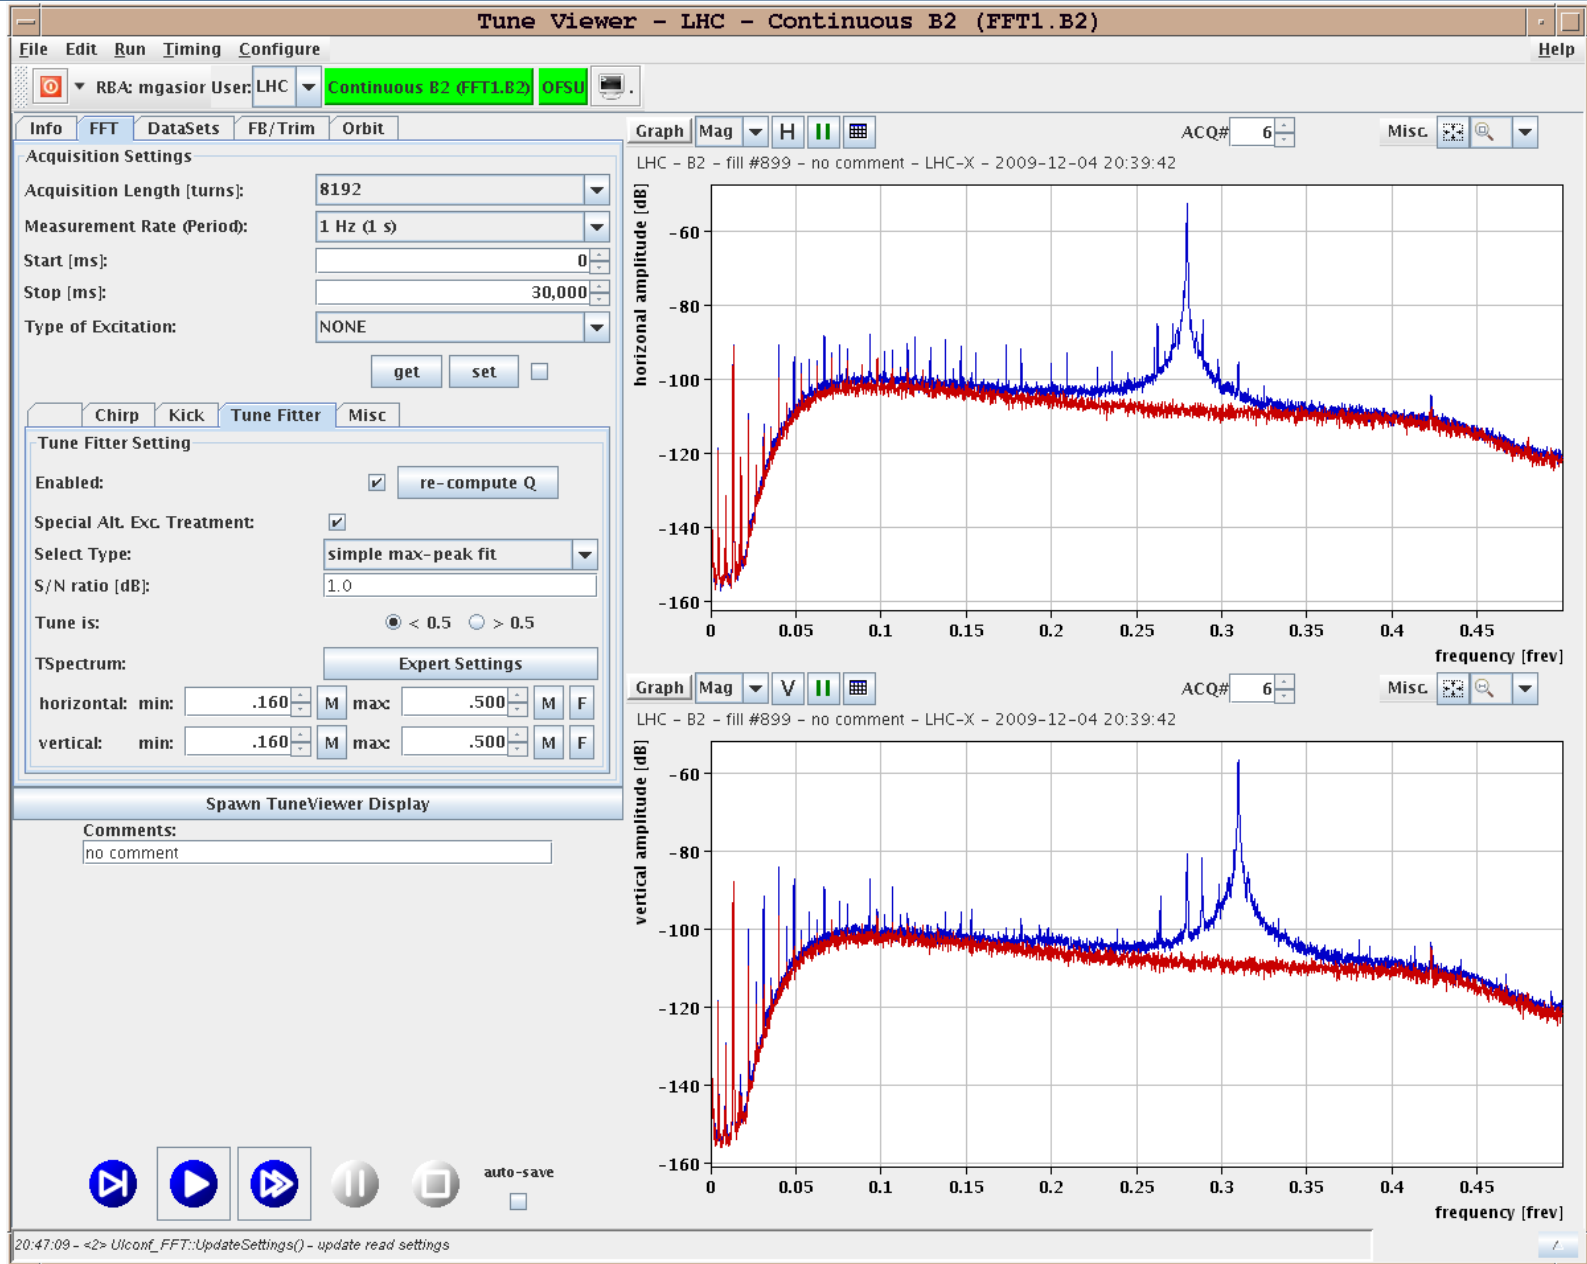 Tune Viewer - LHC - Continuous B2 (FFT1.B2)
File Edit Run Timing Configure Help
RBA: mgasior User: LHC Continuous B2 (FFT1.B2) OFSU
Info FFT DataSets FB/Trim Orbit
Acquisition Settings
Acquisition Length [turns]: 8192
Measurement Rate (Period): 1 Hz (1 s)
Start [ms]: 0
Stop [ms]: 30,000
Type of Excitation: NONE
get set
Chirp Kick Tune Fitter Misc
Tune Fitter Setting
Enabled: re-compute Q
Special Alt. Exc. Treatment:
Select Type: simple max-peak fit
S/N ratio [dB]: 1.0
Tune is: < 0.5 > 0.5
TSpectrum: Expert Settings
horizontal: min: .160 M max: .500 M F
vertical: min: .160 M max: .500 M F
Spawn TuneViewer Display
Comments:
no comment
auto-save
20:47:09 - <2> UIconf_FFT::UpdateSettings() - update read settings
Graph Mag H ACQ# 6 Misc.
LHC - B2 - fill #899 - no comment - LHC-X - 2009-12-04 20:39:42
horizonal amplitude [dB]
-60
-80
-100
-120
-140
-160
0 0.05 0.1 0.15 0.2 0.25 0.3 0.35 0.4 0.45
frequency [frev]
Graph Mag V ACQ# 6 Misc.
LHC - B2 - fill #899 - no comment - LHC-X - 2009-12-04 20:39:42
vertical amplitude [dB]
-60
-80
-100
-120
-140
-160
0 0.05 0.1 0.15 0.2 0.25 0.3 0.35 0.4 0.45
frequency [frev]